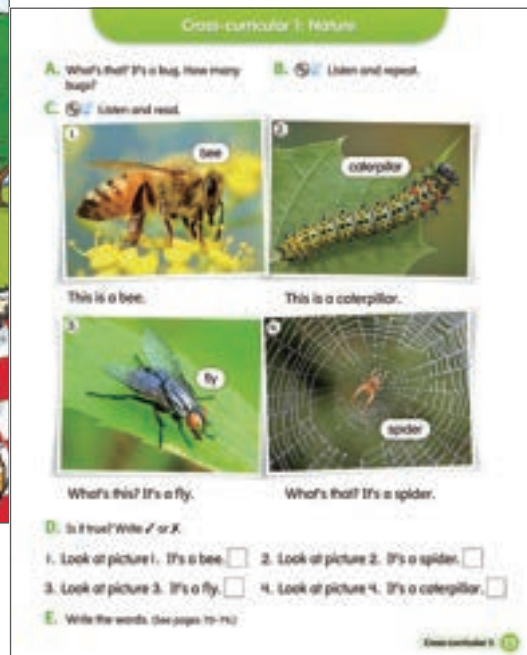 Cross-curricular 1: Nature
A. What's that? It's a bug. How many
bugs?
B. Listen and repeat.
C. Listen and read.
1
bee
2
caterpillar
This is a bee.
This is a caterpillar.
3
fly
4
spider
What's this? It's a fly.
What's that? It's a spider.
D. Is it true? Write ✓ or ✗.
1. Look at picture 1. It's a bee.
2. Look at picture 2. It's a spider.
3. Look at picture 3. It's a fly.
4. Look at picture 4. It's a caterpillar.
E. Write the words. (See pages
Cross-curricular